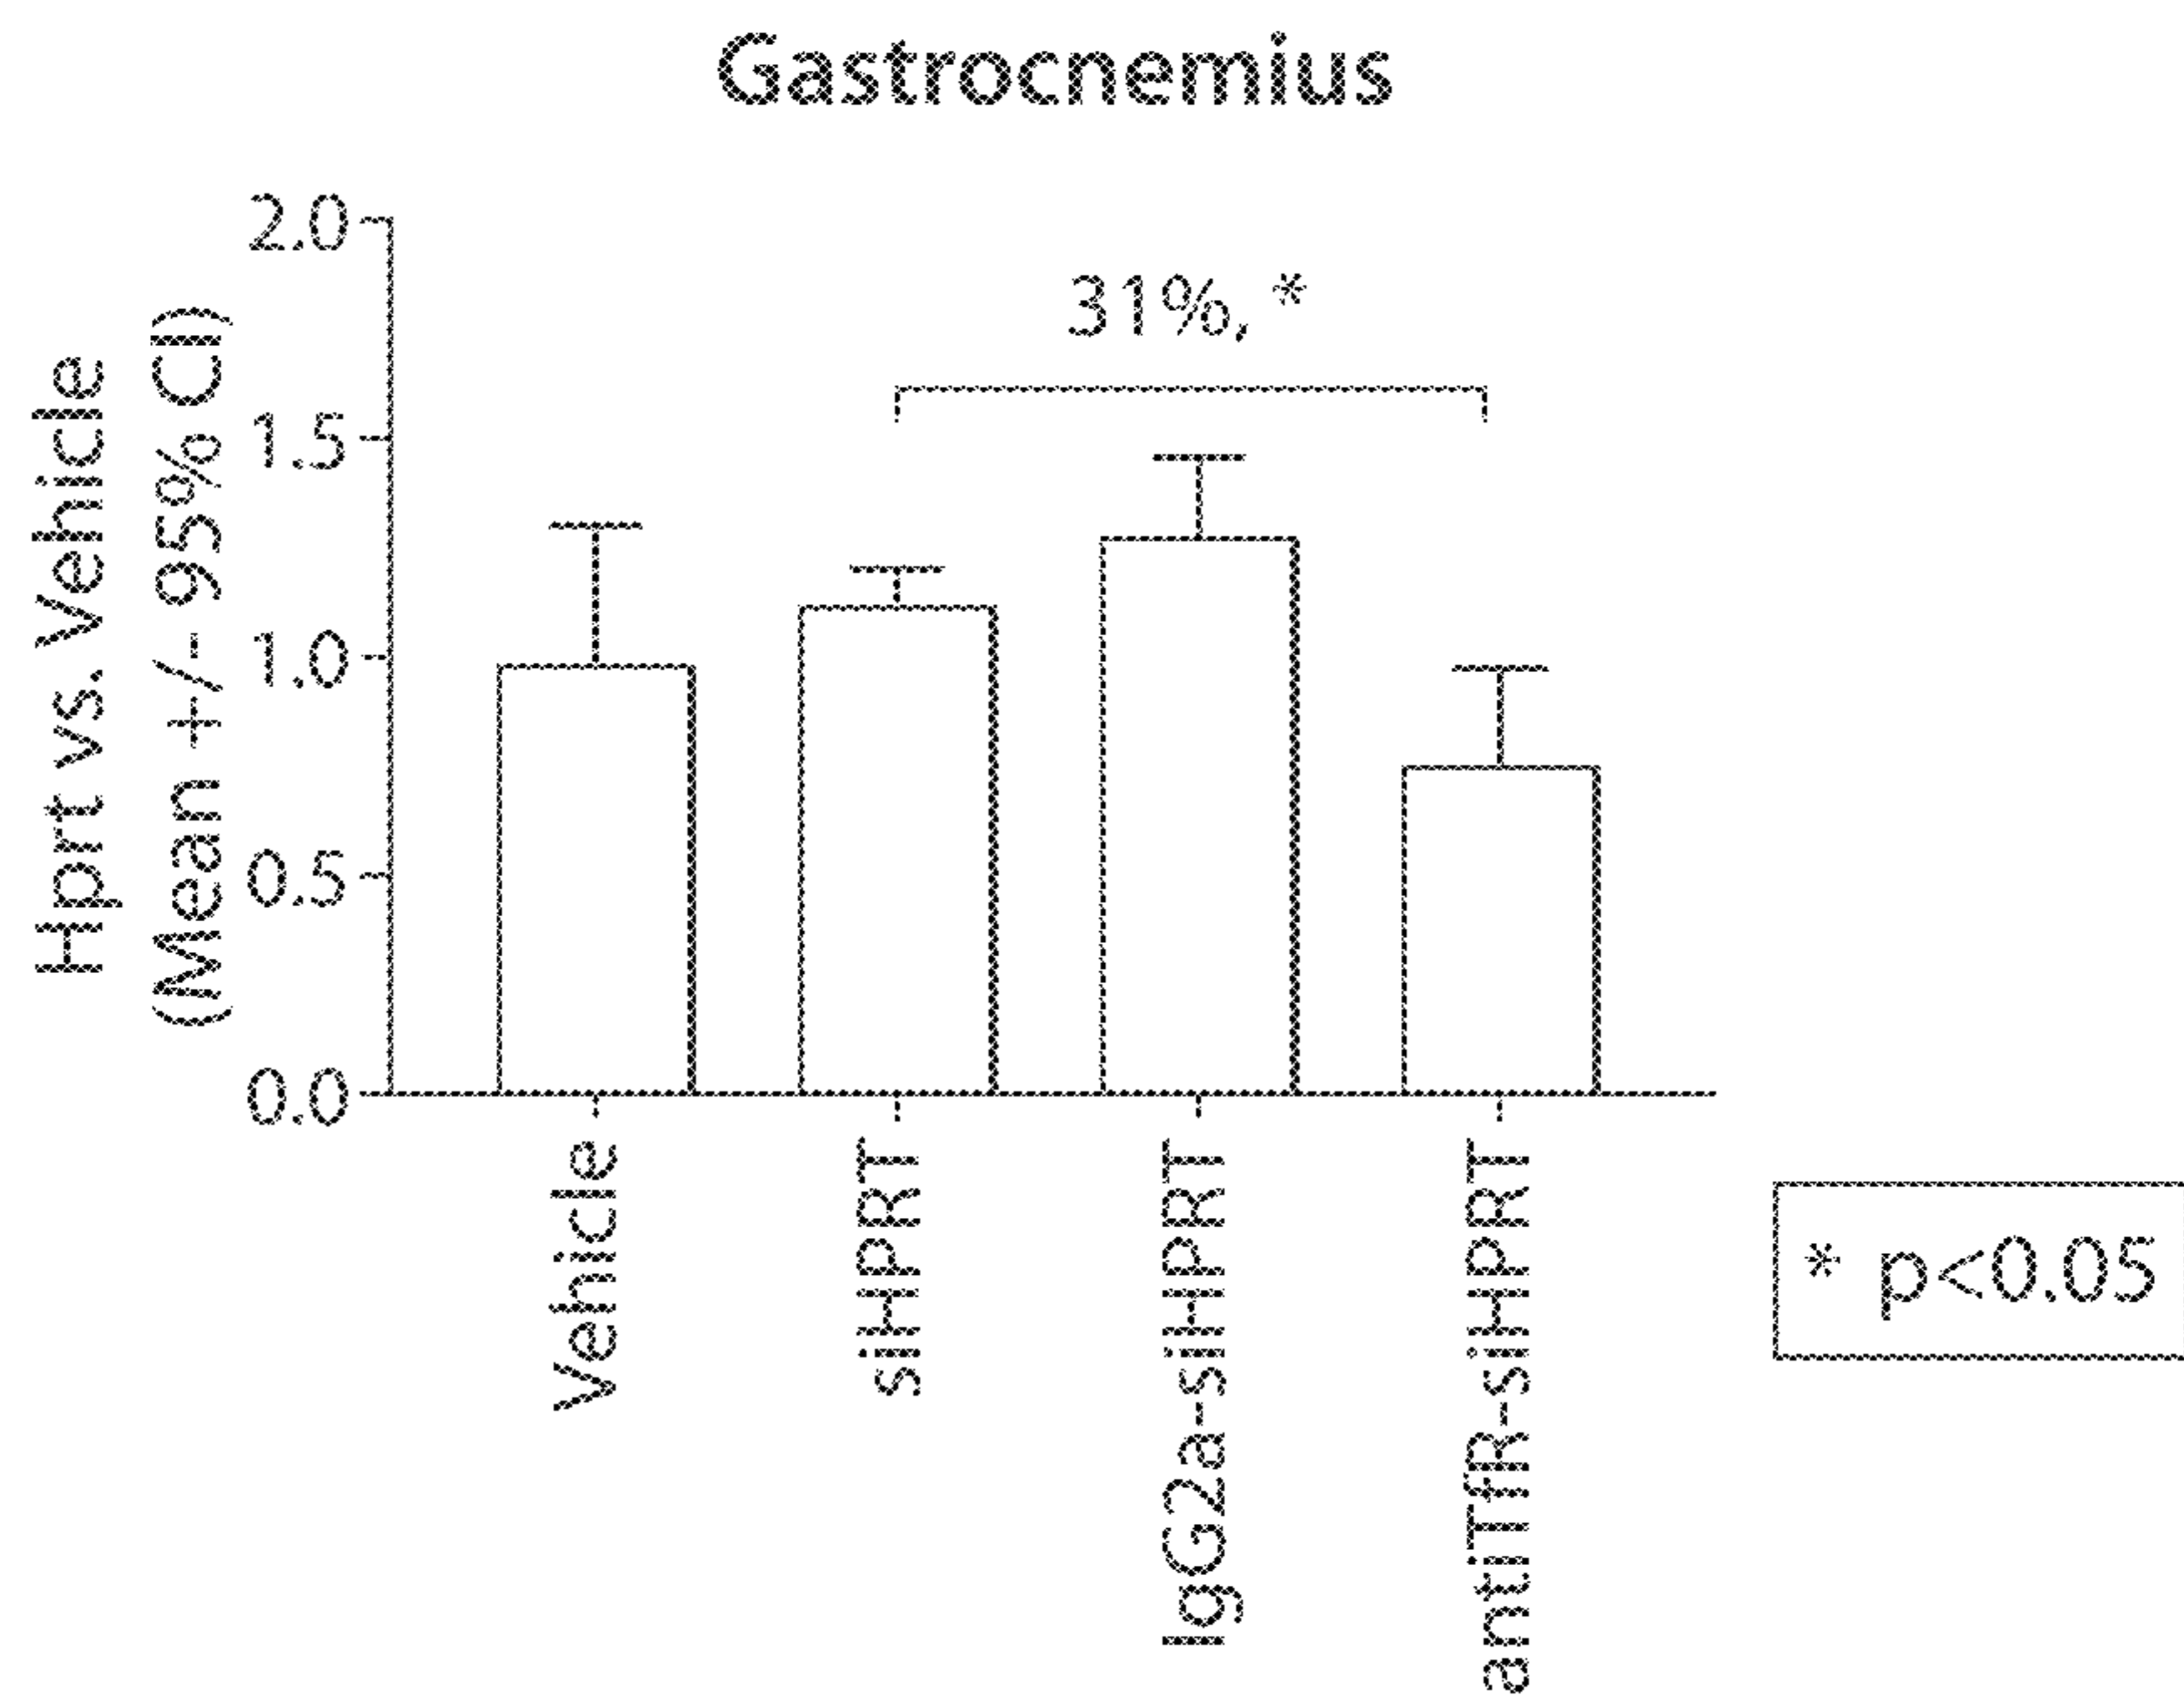 Gastrocnemius
Hprt vs. Vehicle
(Mean +/- 95% CI)
2.0
1.5
1.0
0.5
0.0
31%, *
Vehicle
siHPRT
IgG2a-siHPRT
antiTfR-siHPRT
* p<0.05